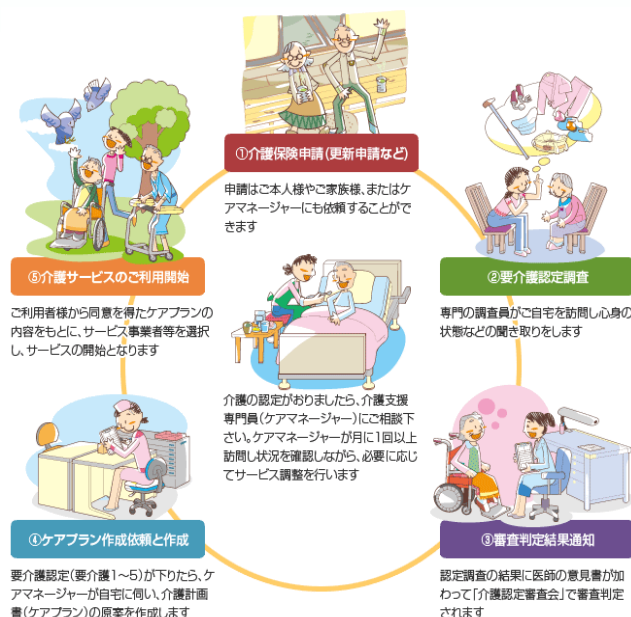 ①介護保険申請(更新申請など)
申請はご本人様やご家族様、またはケ
アマネージャーにも依頼することがで
きます
②要介護認定調査
専門の調査員がご自宅を訪問し心身の
状態などの聞き取りをします
③審査判定結果通知
認定調査の結果に医師の意見書が加
わって「介護認定審査会」で審査判定
されます
④ケアプラン作成依頼と作成
要介護認定(要介護1～5)が下りたら、ケ
アマネージャーが自宅に伺い、介護計画
書(ケアプラン)の原案を作成します
⑤介護サービスのご利用開始
ご利用者様から同意を得たケアプランの
内容をもとに、サービス事業者等を選択
し、サービスの開始となります
介護の認定がおりましたら、介護支援
専門員(ケアマネージャー)にご相談
下さい。ケアマネージャーが月に1回以上
訪問し状況を確認しながら、必要に応じ
てサービス調整を行います